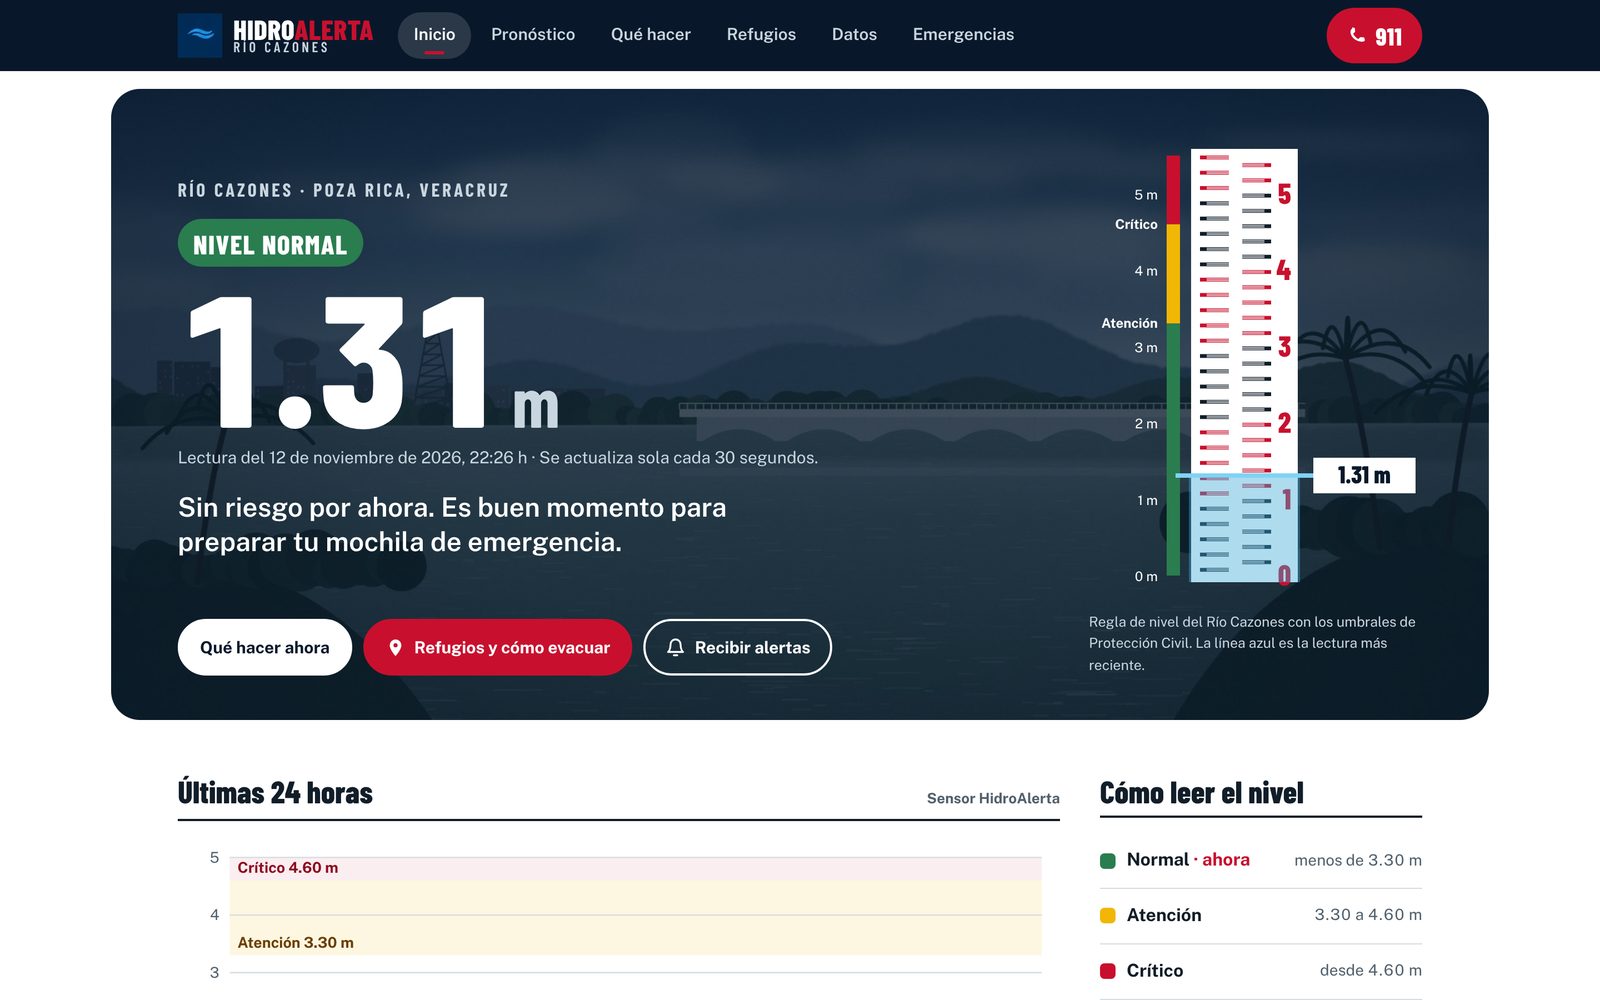 HIDROALERTA
RÍO CAZONES
Inicio
Pronóstico
Qué hacer
Refugios
Datos
Emergencias
911
RÍO CAZONES · POZA RICA, VERACRUZ
NIVEL NORMAL
1.31 m
Lectura del 12 de noviembre de 2026, 22:26 h · Se actualiza sola cada 30 segundos.
Sin riesgo por ahora. Es buen momento para
preparar tu mochila de emergencia.
Qué hacer ahora
Refugios y cómo evacuar
Recibir alertas
5 m
Crítico
4 m
Atención
3 m
2 m
1 m
0 m
5
4
3
2
1
0
1.31 m
Regla de nivel del Río Cazones con los umbrales de
Protección Civil. La línea azul es la lectura más
reciente.
Últimas 24 horas
Sensor HidroAlerta
5
Crítico 4.60 m
4
Atención 3.30 m
3
Cómo leer el nivel
Normal · ahora menos de 3.30 m
Atención 3.30 a 4.60 m
Crítico desde 4.60 m